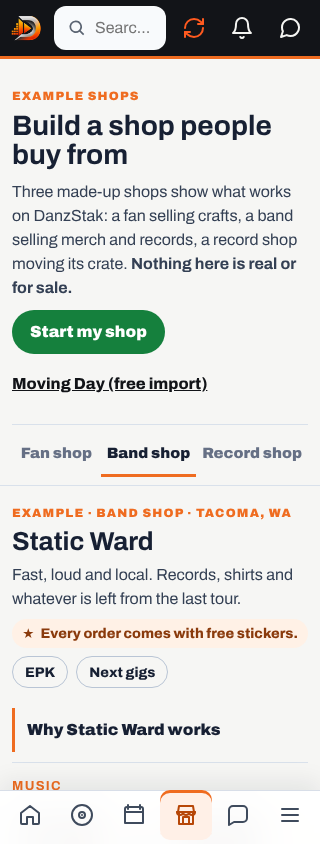 Searc...
EXAMPLE SHOPS
Build a shop people
buy from
Three made-up shops show what works
on DanzStak: a fan selling crafts, a band
selling merch and records, a record shop
moving its crate. Nothing here is real or
for sale.
Start my shop
Moving Day (free import)
Fan shop Band shop Record shop
EXAMPLE · BAND SHOP · TACOMA, WA
Static Ward
Fast, loud and local. Records, shirts and
whatever is left from the last tour.
★ Every order comes with free stickers.
EPK Next gigs
Why Static Ward works
MUSIC